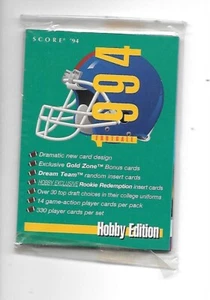 SCORE® '94
1994
FOOTBALL
Dramatic new card design
Exclusive Gold Zone™ Bonus cards
Dream Team™ random insert cards
HOBBY EXCLUSIVE Rookie Redemption insert cards
Over 30 top draft choices in their college uniforms
14 game-action player cards per pack
330 player cards per set
Hobby Edition